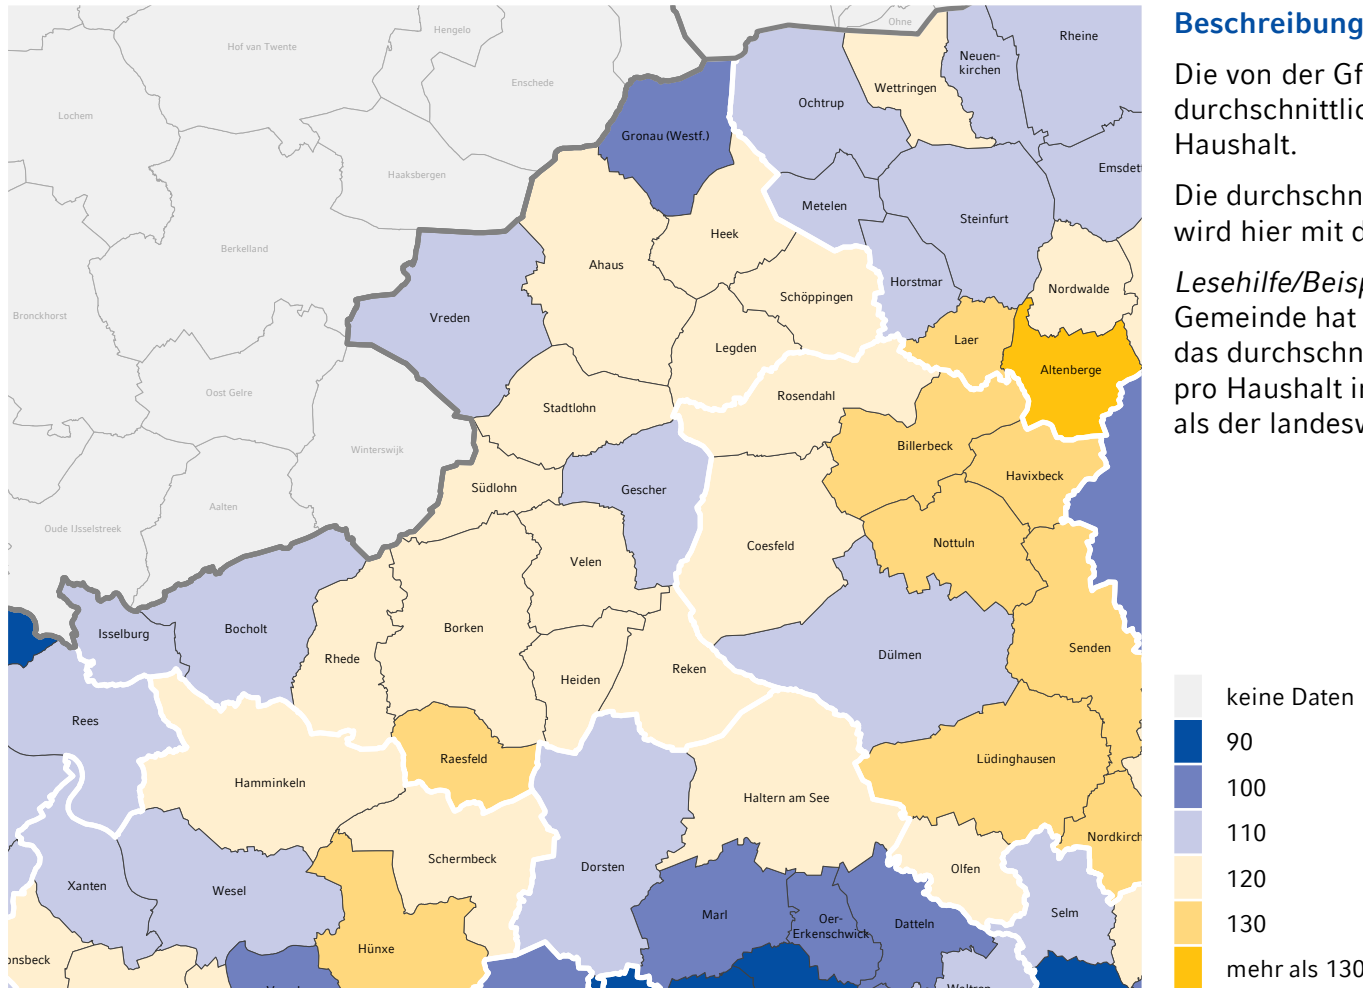 Ohne
Hengelo
Hof van Twente
Rheine
Neuen-
kirchen
Enschede
Wettringen
Ochtrup
Lochem
Gronau (Westf.)
Haaksbergen
Metelen
Steinfurt
Heek
Berkelland
Ahaus
Horstmar
Nordwalde
Schöppingen
Bronckhorst
Vreden
Laer
Legden
Altenberge
Oost Gelre
Rosendahl
Stadtlohn
Billerbeck
Winterswijk
Havixbeck
Südlohn
Gescher
Aalten
Oude IJsselstreek
Nottuln
Coesfeld
Velen
Bocholt
Borken
Isselburg
Senden
Dülmen
Rhede
Reken
Heiden
Rees
Raesfeld
Lüdinghausen
Hamminkeln
Haltern am See
Schermbeck
Dorsten
Olfen
Xanten
Wesel
Selm
Marl
Oer-
Erkenschwick
Datteln
Hünxe
Beschreibung
Die von der Gf
durchschnittlic
Haushalt.
Die durchschn
wird hier mit d
Lesehilfe/Beisp
Gemeinde hat
das durchschn
pro Haushalt i
als der landesw
keine Daten
90
100
110
120
130
mehr als 130